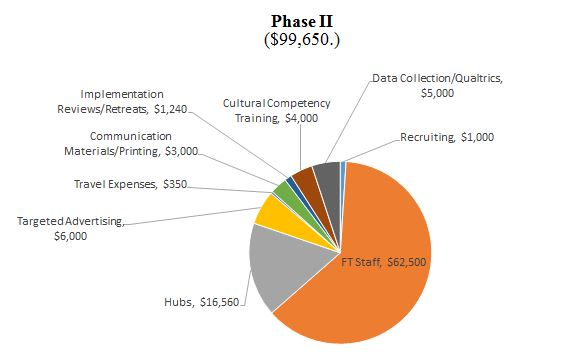 Phase II
($99,650.)
Data Collection/Qualtrics,
$5,000
Implementation
Reviews/Retreats, $1,240
Cultural Competency
Training, $4,000
Recruiting, $1,000
Communication
Materials/Printing, $3,000
Travel Expenses, $350
Targeted Advertising,
$6,000
FT Staff, $62,500
Hubs, $16,560